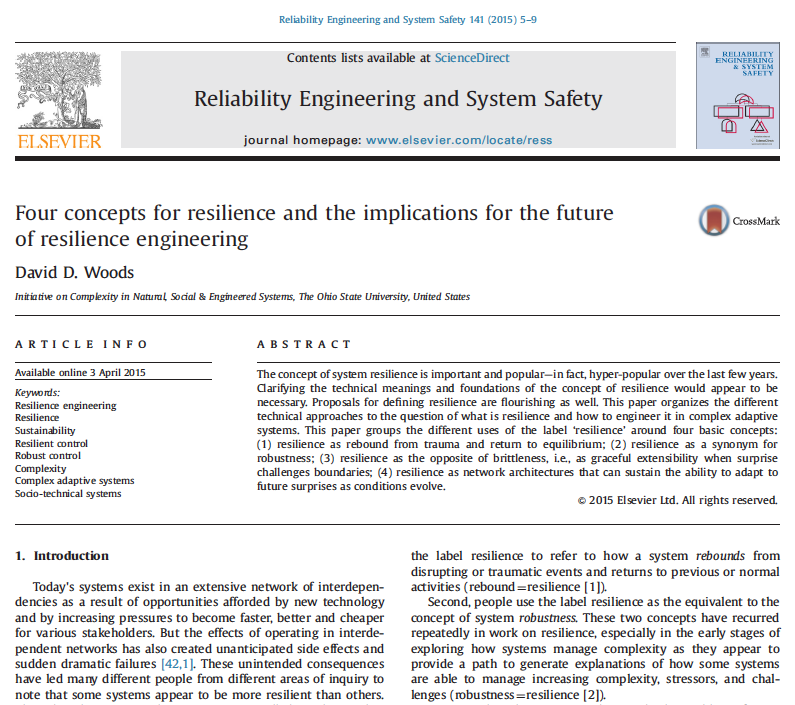 Reliability Engineering and System Safety 141 (2015) 5–9
Contents lists available at ScienceDirect
Reliability Engineering and System Safety
journal homepage: www.elsevier.com/locate/ress
ELSEVIER
RELIABILITY
ENGINEERING
& SYSTEM
SAFETY
Four concepts for resilience and the implications for the future
of resilience engineering
CrossMark
David D. Woods
Initiative on Complexity in Natural, Social & Engineered Systems, The Ohio State University, United States
ARTICLE INFO
Available online 3 April 2015
Keywords:
Resilience engineering
Resilience
Sustainability
Resilient control
Robust control
Complexity
Complex adaptive systems
Socio-technical systems
ABSTRACT
The concept of system resilience is important and popular—in fact, hyper-popular over the last few years.
Clarifying the technical meanings and foundations of the concept of resilience would appear to be
necessary. Proposals for defining resilience are flourishing as well. This paper organizes the different
technical approaches to the question of what is resilience and how to engineer it in complex adaptive
systems. This paper groups the different uses of the label ‘resilience’ around four basic concepts:
(1) resilience as rebound from trauma and return to equilibrium; (2) resilience as a synonym for
robustness; (3) resilience as the opposite of brittleness, i.e., as graceful extensibility when surprise
challenges boundaries; (4) resilience as network architectures that can sustain the ability to adapt to
future surprises as conditions evolve.
© 2015 Elsevier Ltd. All rights reserved.
1. Introduction
Today's systems exist in an extensive network of interdepen-
dencies as a result of opportunities afforded by new technology
and by increasing pressures to become faster, better and cheaper
for various stakeholders. But the effects of operating in interde-
pendent networks has also created unanticipated side effects and
sudden dramatic failures [42,1]. These unintended consequences
have led many different people from different areas of inquiry to
note that some systems appear to be more resilient than others.
the label resilience to refer to how a system rebounds from
disrupting or traumatic events and returns to previous or normal
activities (rebound=resilience [1]).
Second, people use the label resilience as the equivalent to the
concept of system robustness. These two concepts have recurred
repeatedly in work on resilience, especially in the early stages of
exploring how systems manage complexity as they appear to
provide a path to generate explanations of how some systems
are able to manage increasing complexity, stressors, and chal-
lenges (robustness=resilience [2]).